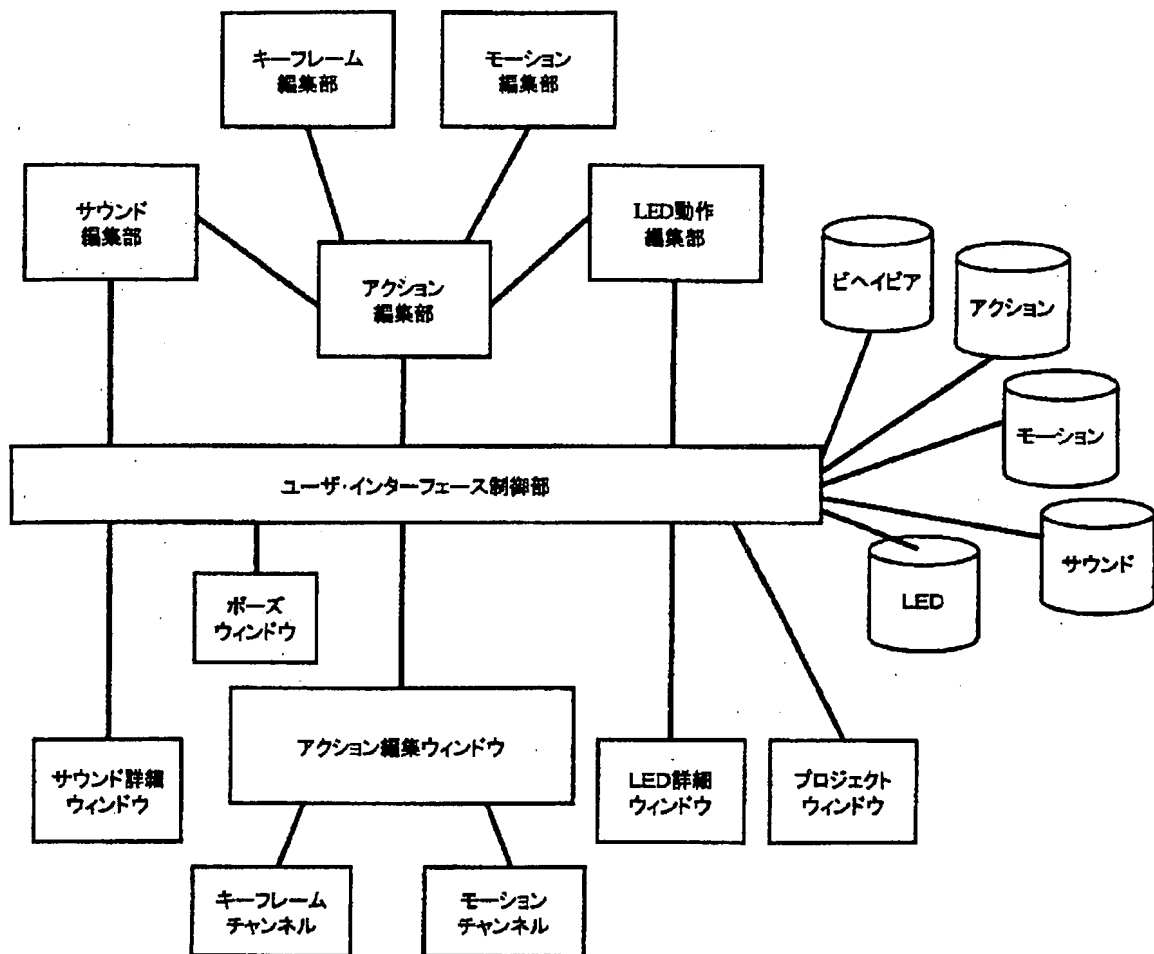 キーフレーム
編集部
モーション
編集部
サウンド
編集部
LED動作
編集部
アクション
編集部
ビヘイビア
アクション
モーション
サウンド
LED
ユーザ・インターフェース制御部
ポーズ
ウィンドウ
アクション編集ウィンドウ
サウンド詳細
ウィンドウ
LED詳細
ウィンドウ
プロジェクト
ウィンドウ
キーフレーム
チャンネル
モーション
チャンネル